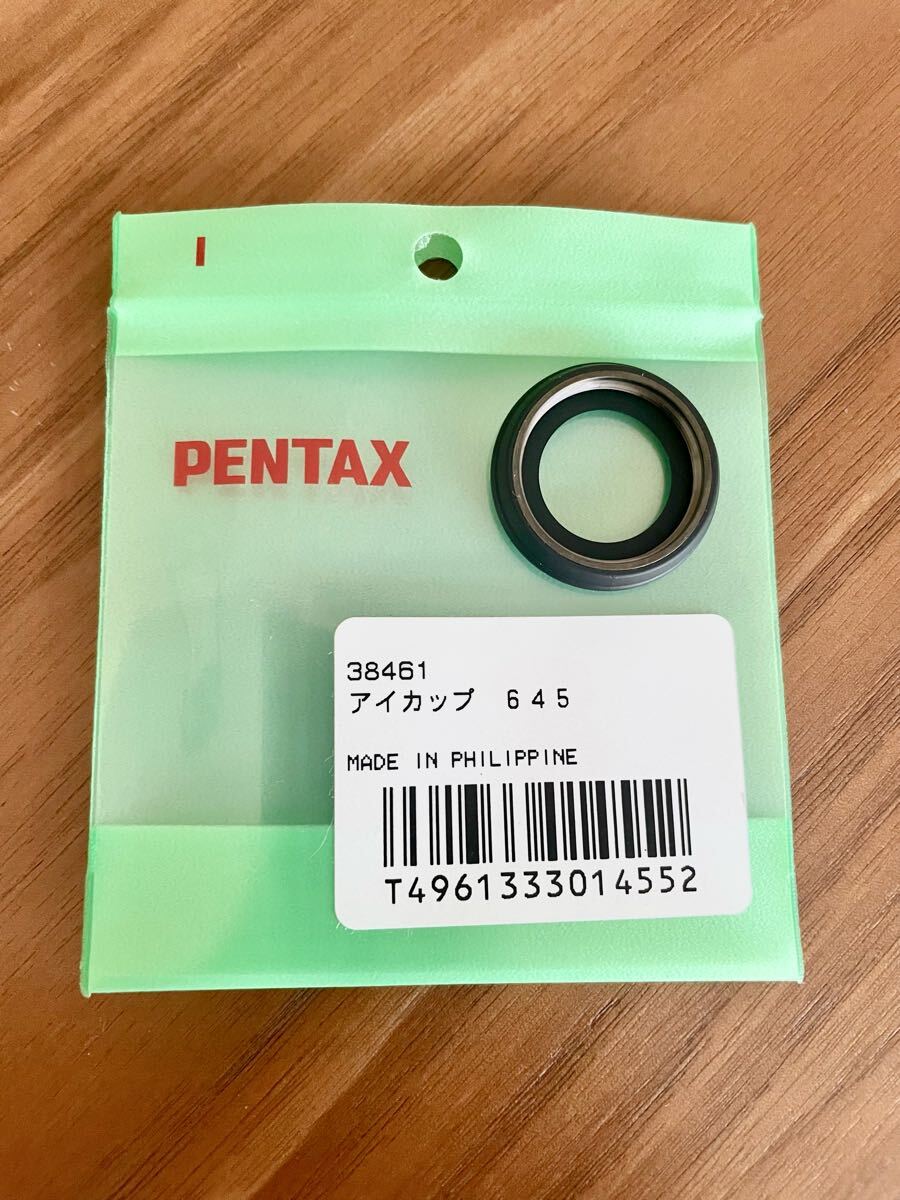 I
PENTAX
38461
アイカップ　６４５
MADE IN PHILIPPINE
T4961333014552